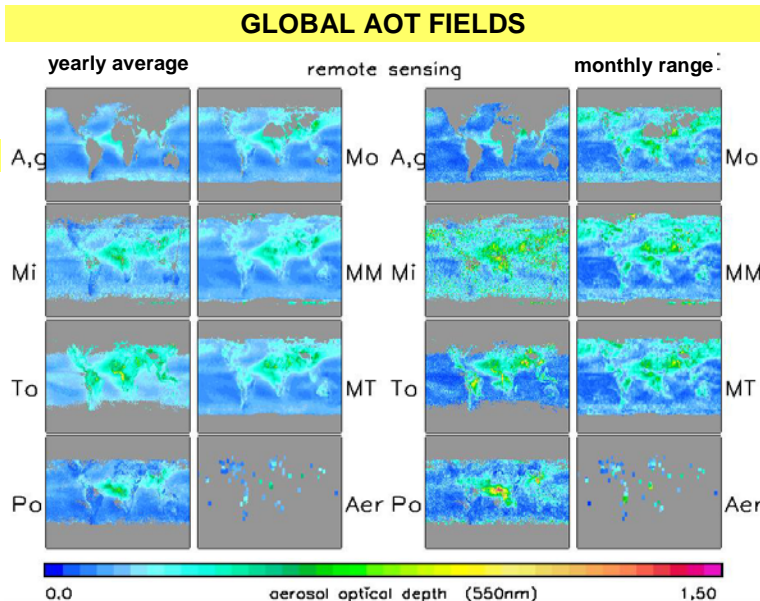 GLOBAL AOT FIELDS
yearly average remote sensing monthly range
A,g Mo A,g Mo
Mi MM Mi MM
To MT To MT
Po Aer Po Aer
0,0 aerosol optical depth (550nm) 1,50